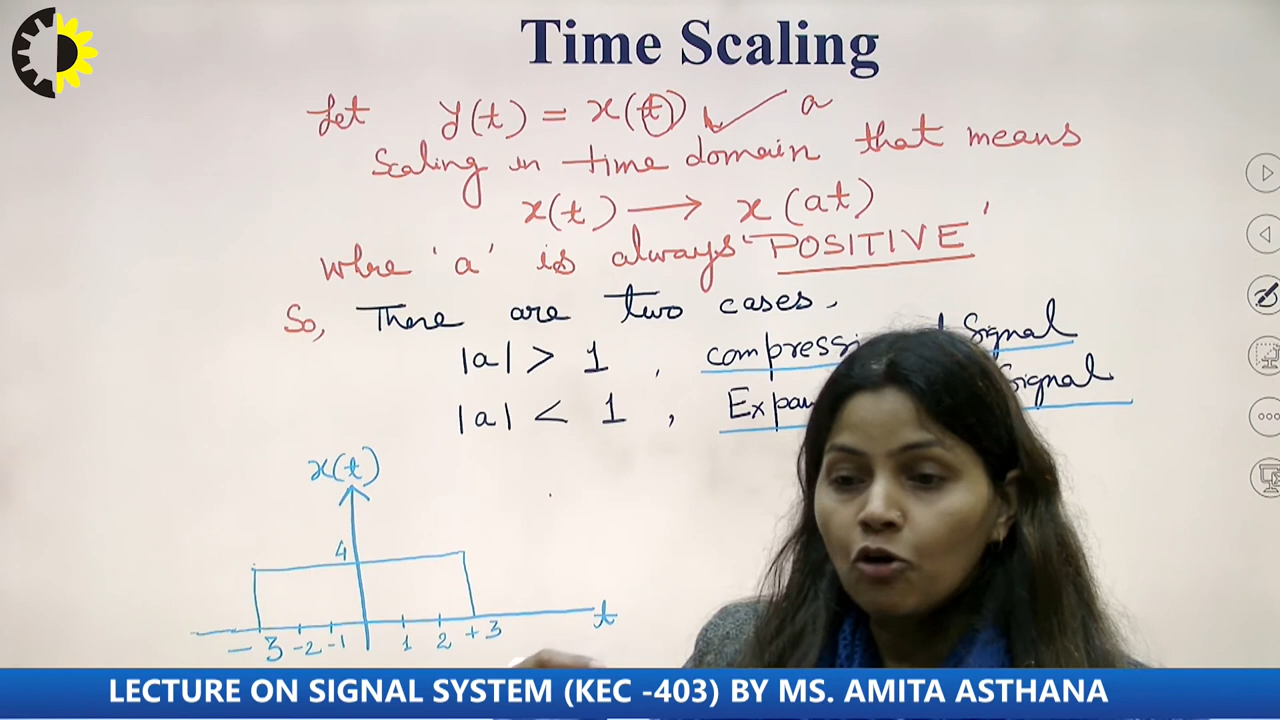 Time Scaling
Let y(t) = x(t) a
Scaling in time domain that means
x(t) → x(at)
where 'a' is always 'POSITIVE'
So, There are two cases.
|a| > 1 , Signal
|a| < 1 , Signal
x(t)
4
-3 -2 -1 1 2 +3 t
LECTURE ON SIGNAL SYSTEM (KEC -403) BY MS. AMITA ASTHANA